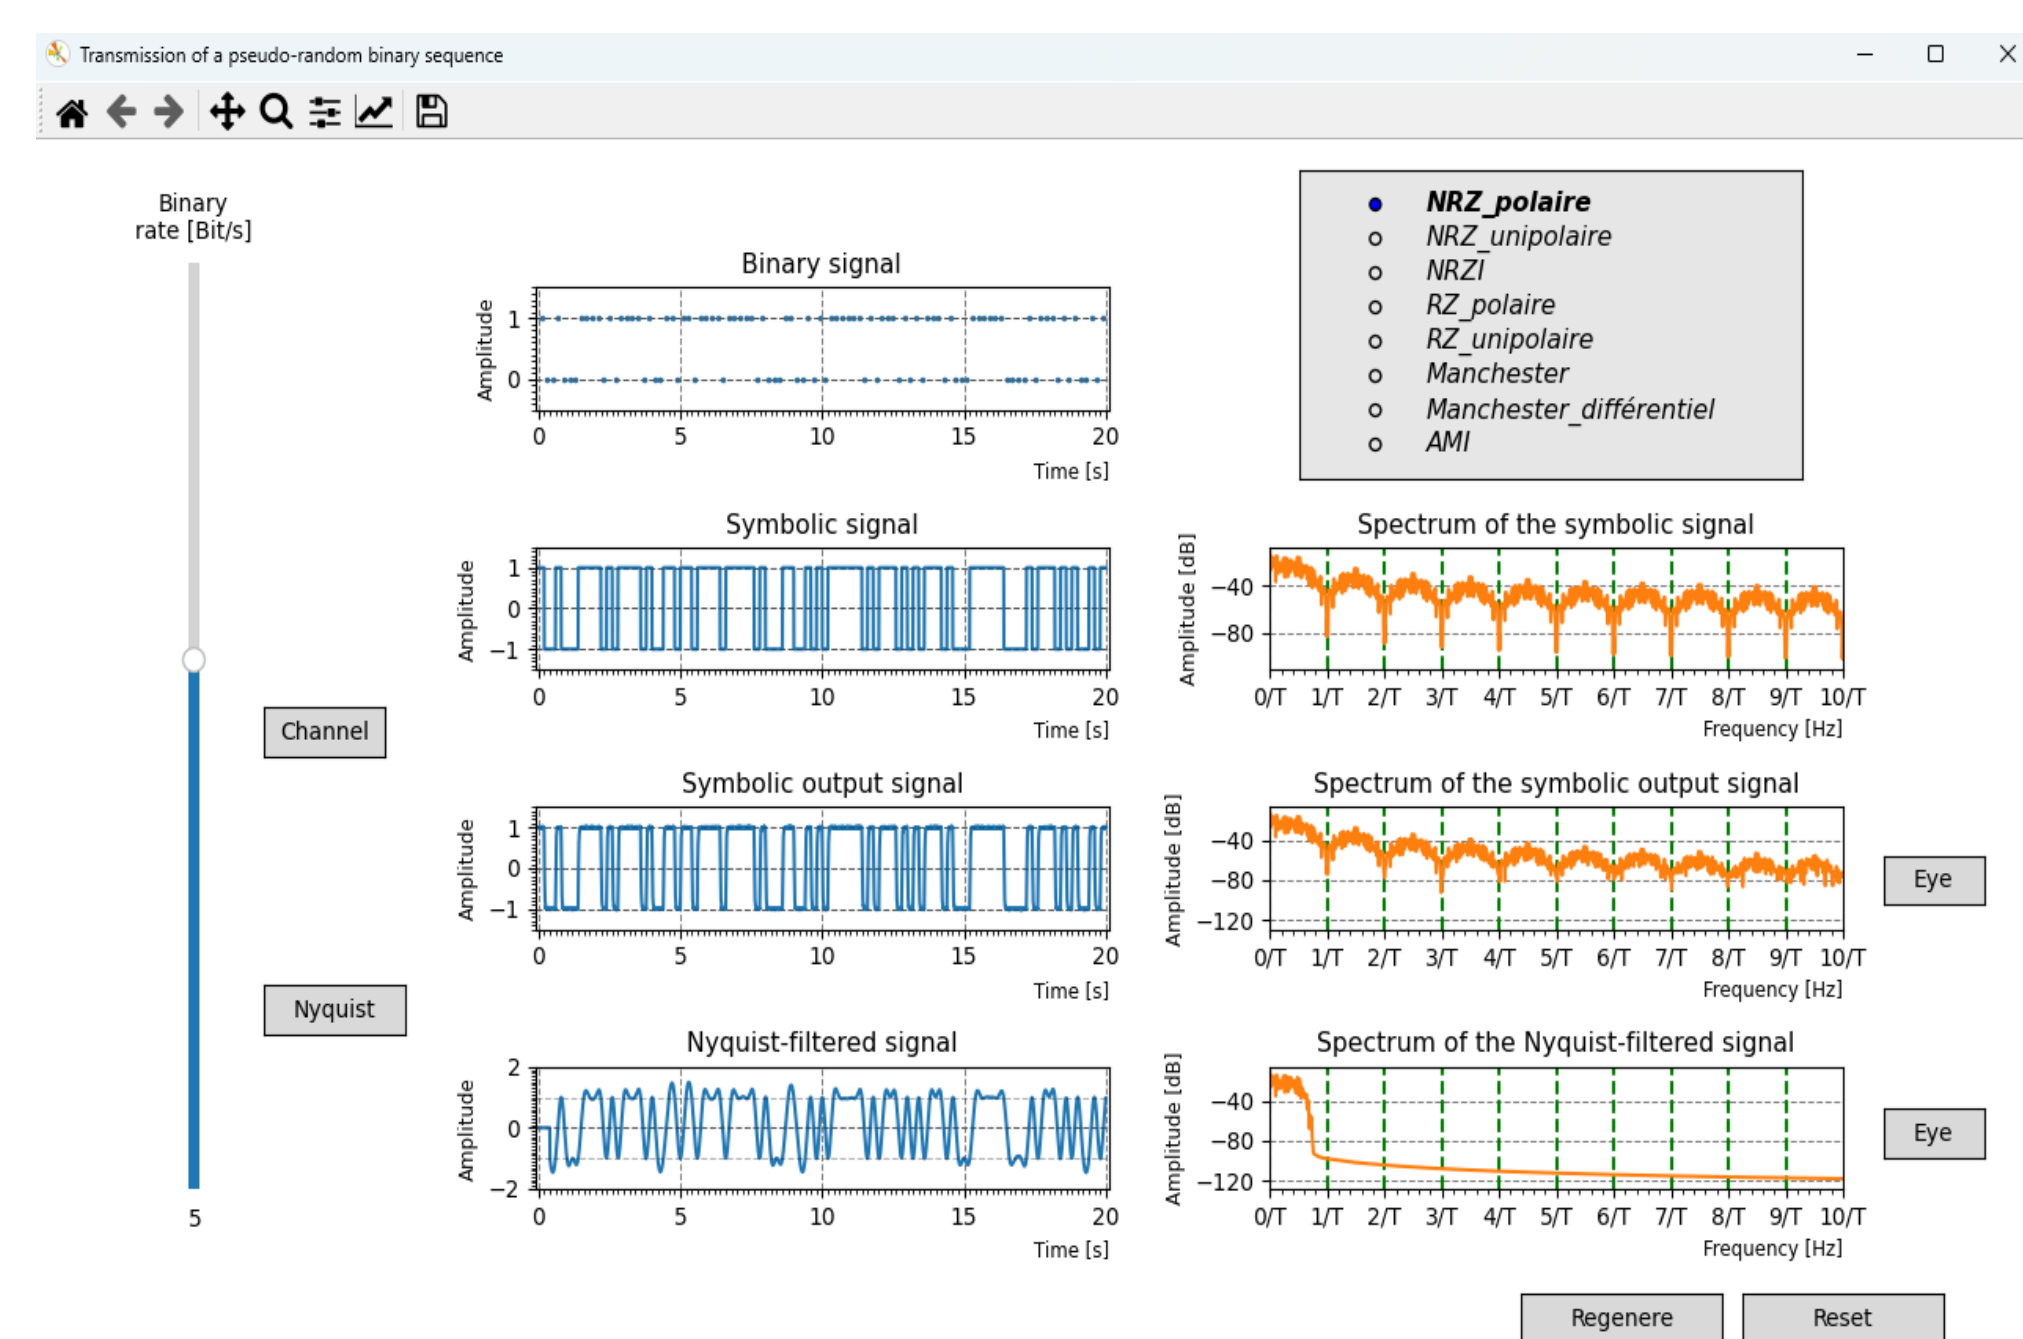 Transmission of a pseudo-random binary sequence
Binary
rate [Bit/s]
5
Channel
Nyquist
Binary signal
Amplitude
1
0
0 5 10 15 20
Time [s]
NRZ_polaire
NRZ_unipolaire
NRZI
RZ_polaire
RZ_unipolaire
Manchester
Manchester_différentiel
AMI
Symbolic signal
Amplitude
1
0
−1
0 5 10 15 20
Time [s]
Spectrum of the symbolic signal
Amplitude [dB]
−40
−80
0/T 1/T 2/T 3/T 4/T 5/T 6/T 7/T 8/T 9/T 10/T
Frequency [Hz]
Symbolic output signal
Amplitude
1
0
−1
0 5 10 15 20
Time [s]
Spectrum of the symbolic output signal
Amplitude [dB]
−40
−80
−120
0/T 1/T 2/T 3/T 4/T 5/T 6/T 7/T 8/T 9/T 10/T
Frequency [Hz]
Eye
Nyquist-filtered signal
Amplitude
2
0
−2
0 5 10 15 20
Time [s]
Spectrum of the Nyquist-filtered signal
Amplitude [dB]
−40
−80
−120
0/T 1/T 2/T 3/T 4/T 5/T 6/T 7/T 8/T 9/T 10/T
Frequency [Hz]
Eye
Regenere
Reset